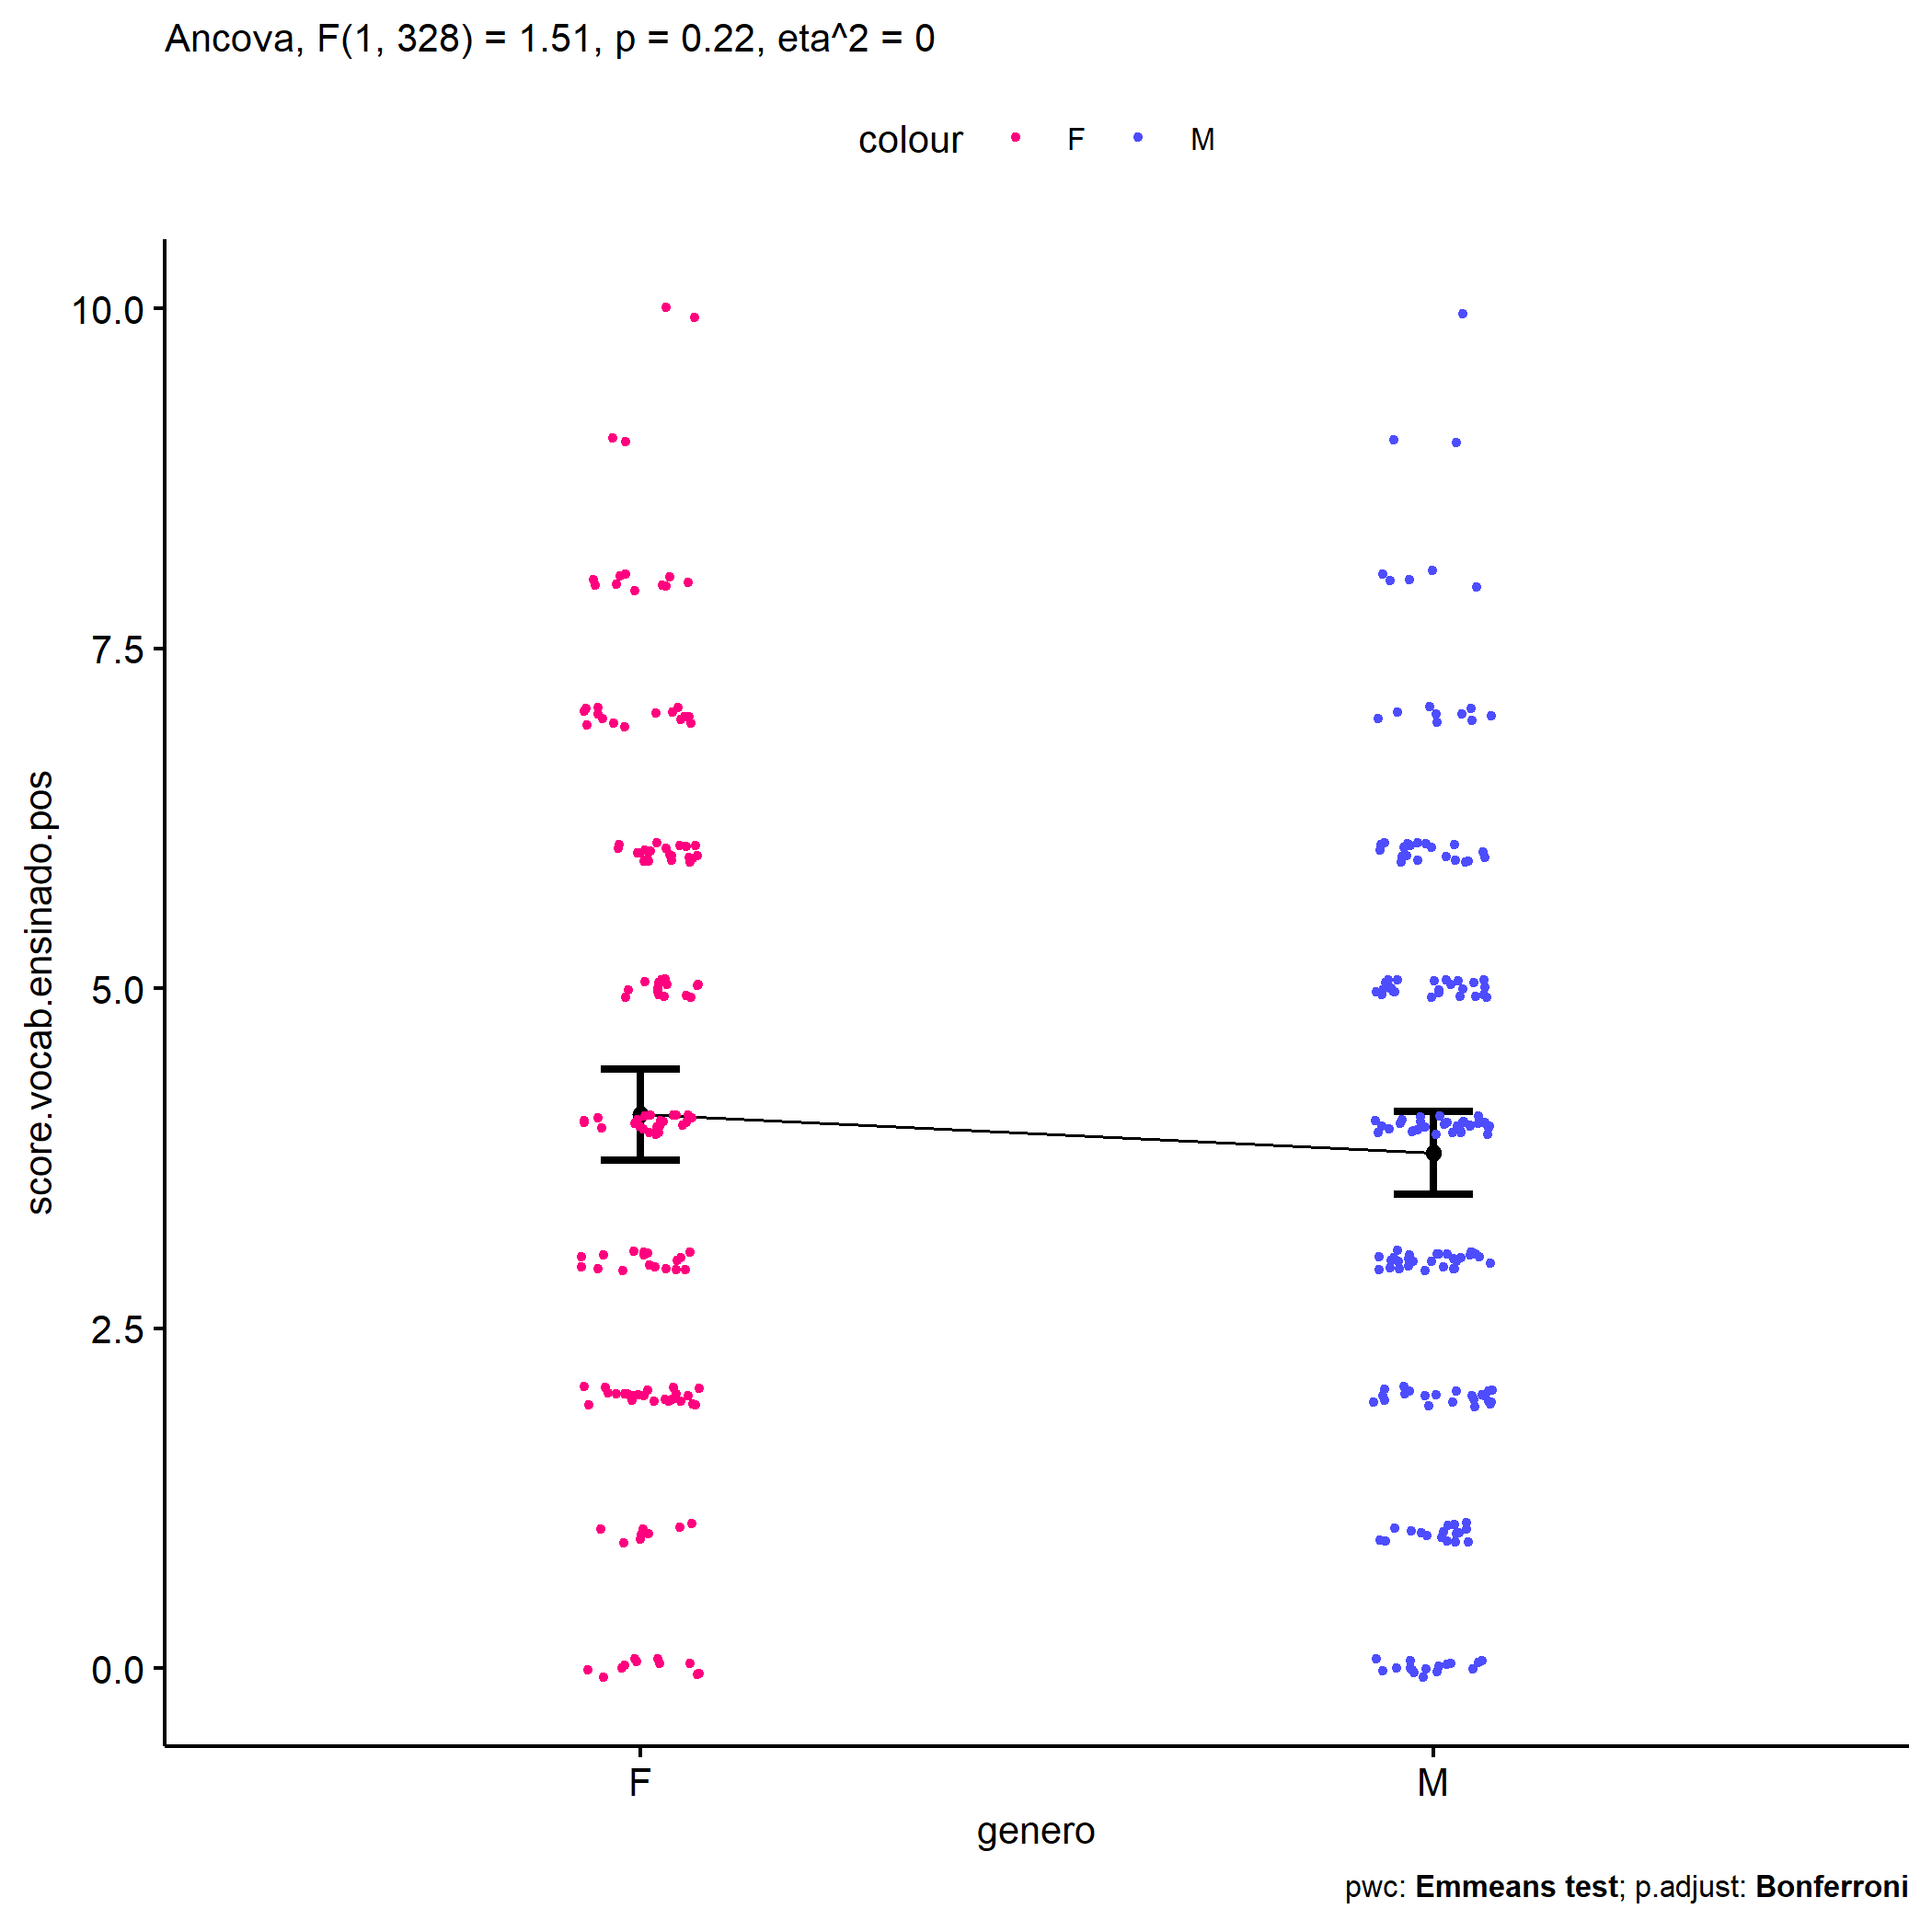 Ancova, F(1, 328) = 1.51, p = 0.22, eta^2 = 0
colour F M
10.0
7.5
5.0
2.5
0.0
score.vocab.ensinado.pos
F M
genero
pwc: Emmeans test; p.adjust: Bonferroni